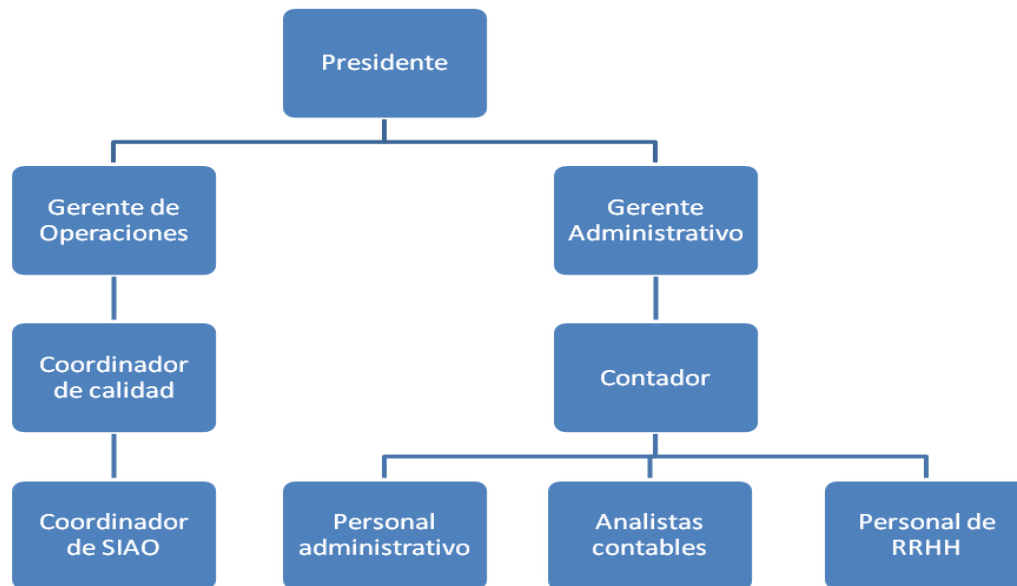 Presidente
Gerente de
Operaciones
Gerente
Administrativo
Coordinador
de calidad
Contador
Coordinador
de SIAO
Personal
administrativo
Analistas
contables
Personal de
RRHH